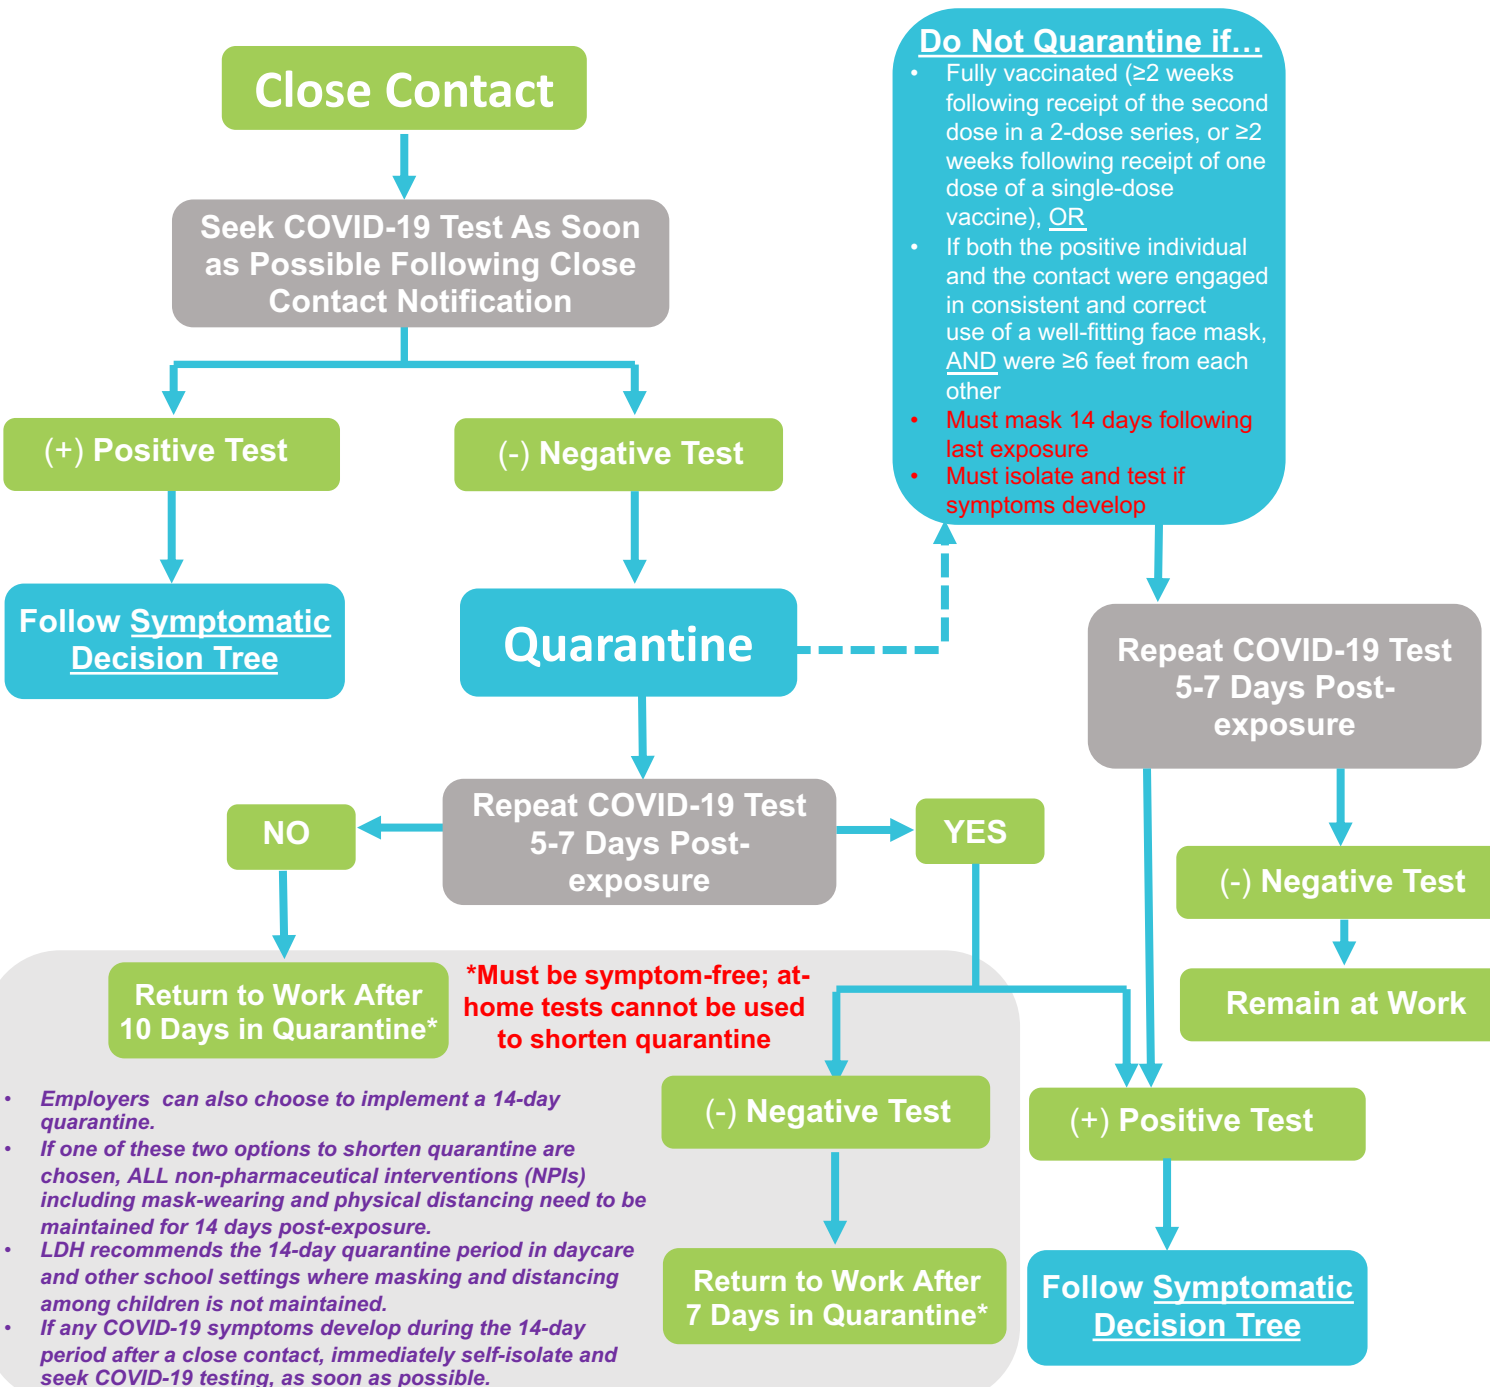 Close Contact
Seek COVID-19 Test As Soon
as Possible Following Close
Contact Notification
(+) Positive Test
(-) Negative Test
Follow Symptomatic
Decision Tree
Quarantine
Do Not Quarantine if…
• Fully vaccinated (≥2 weeks
following receipt of the second
dose in a 2-dose series, or ≥2
weeks following receipt of one
dose of a single-dose
vaccine), OR
• If both the positive individual
and the contact were engaged
in consistent and correct
use of a well-fitting face mask,
AND were ≥6 feet from each
other
• Must mask 14 days following
last exposure
• Must isolate and test if
symptoms develop
Repeat COVID-19 Test
5-7 Days Post-
exposure
NO
Repeat COVID-19 Test
5-7 Days Post-
exposure
YES
(-) Negative Test
Remain at Work
Return to Work After
10 Days in Quarantine*
*Must be symptom-free; at-
home tests cannot be used
to shorten quarantine
(-) Negative Test
(+) Positive Test
Return to Work After
7 Days in Quarantine*
Follow Symptomatic
Decision Tree
• Employers  can also choose to implement a 14-day
quarantine.
• If one of these two options to shorten quarantine are
chosen, ALL non-pharmaceutical interventions (NPIs)
including mask-wearing and physical distancing need to be
maintained for 14 days post-exposure.
• LDH recommends the 14-day quarantine period in daycare
and other school settings where masking and distancing
among children is not maintained.
• If any COVID-19 symptoms develop during the 14-day
period after a close contact, immediately self-isolate and
seek COVID-19 testing, as soon as possible.